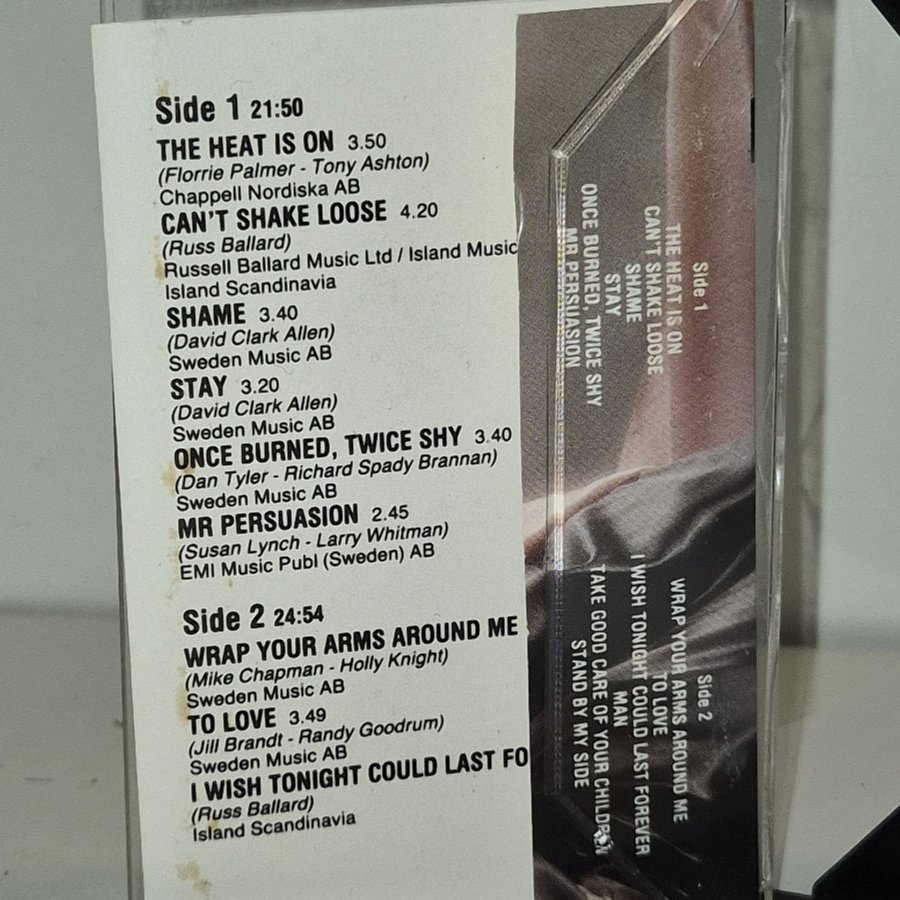 Side 1 21:50
THE HEAT IS ON 3.50
(Florrie Palmer - Tony Ashton)
Chappell Nordiska AB
CAN'T SHAKE LOOSE 4.20
(Russ Ballard)
Russell Ballard Music Ltd / Island Music
Island Scandinavia
SHAME 3.40
(David Clark Allen)
Sweden Music AB
STAY 3.20
(David Clark Allen)
Sweden Music AB
ONCE BURNED, TWICE SHY 3.40
(Dan Tyler - Richard Spady Brannan)
Sweden Music AB
MR PERSUASION 2.45
(Susan Lynch - Larry Whitman)
EMI Music Publ (Sweden) AB
Side 2 24:54
WRAP YOUR ARMS AROUND ME
(Mike Chapman - Holly Knight)
Sweden Music AB
TO LOVE 3.49
(Jill Brandt - Randy Goodrum)
Sweden Music AB
I WISH TONIGHT COULD LAST FO
(Russ Ballard)
Island Scandinavia
Side 1
THE HEAT IS ON
CAN'T SHAKE LOOSE
SHAME
STAY
ONCE BURNED, TWICE SHY
MR PERSUASION
Side 2
WRAP YOUR ARMS AROUND ME
TO LOVE
I WISH TONIGHT COULD LAST FOREVER
MAN
TAKE GOOD CARE OF YOUR CHILDREN
STAND BY MY SIDE